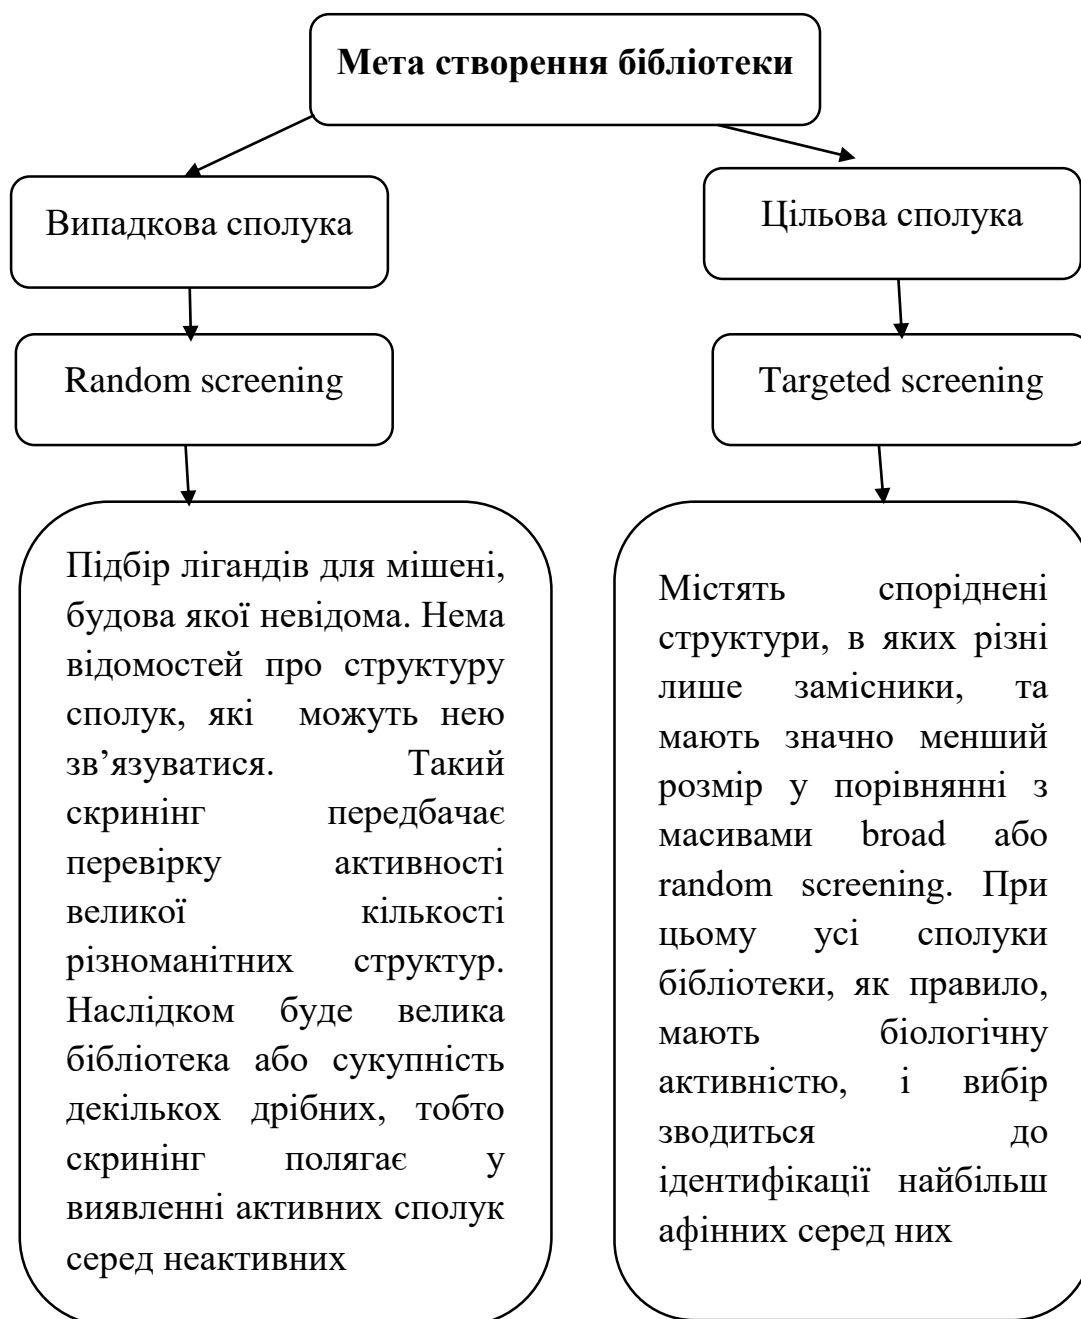 Мета створення бібліотеки
Випадкова сполука
Цільова сполука
Random screening
Targeted screening
Підбір лігандів для мішені,
будова якої невідома. Нема
відомостей про структуру
сполук, які можуть нею
зв’язуватися. Такий
скринінг передбачає
перевірку активності
великої кількості
різноманітних структур.
Наслідком буде велика
бібліотека або сукупність
декількох дрібних, тобто
скринінг полягає у
виявленні активних сполук
серед неактивних
Містять споріднені
структури, в яких різні
лише замісники, та
мають значно менший
розмір у порівнянні з
масивами broad або
random screening. При
цьому усі сполуки
бібліотеки, як правило,
мають біологічну
активністю, і вибір
зводиться до
ідентифікації найбільш
афінних серед них